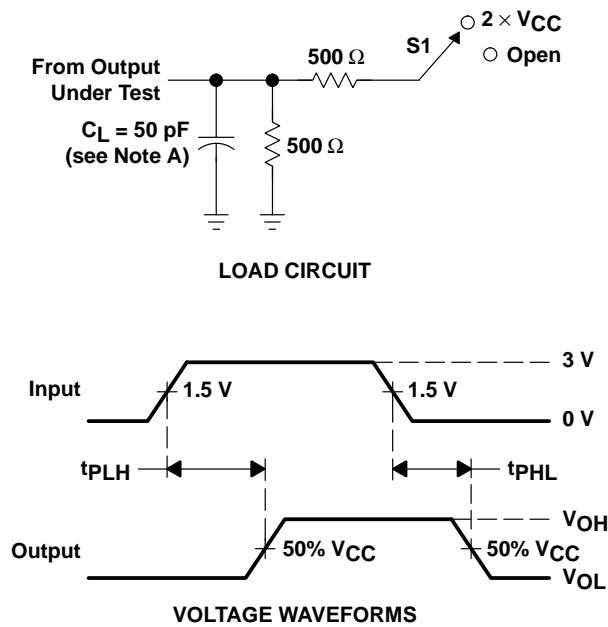 2 × VCC
S1
Open
500 Ω
From Output
Under Test
CL = 50 pF
(see Note A)
500 Ω
LOAD CIRCUIT
3 V
Input
1.5 V
1.5 V
0 V
tPLH
tPHL
VOH
Output
50% VCC
50% VCC
VOL
VOLTAGE WAVEFORMS